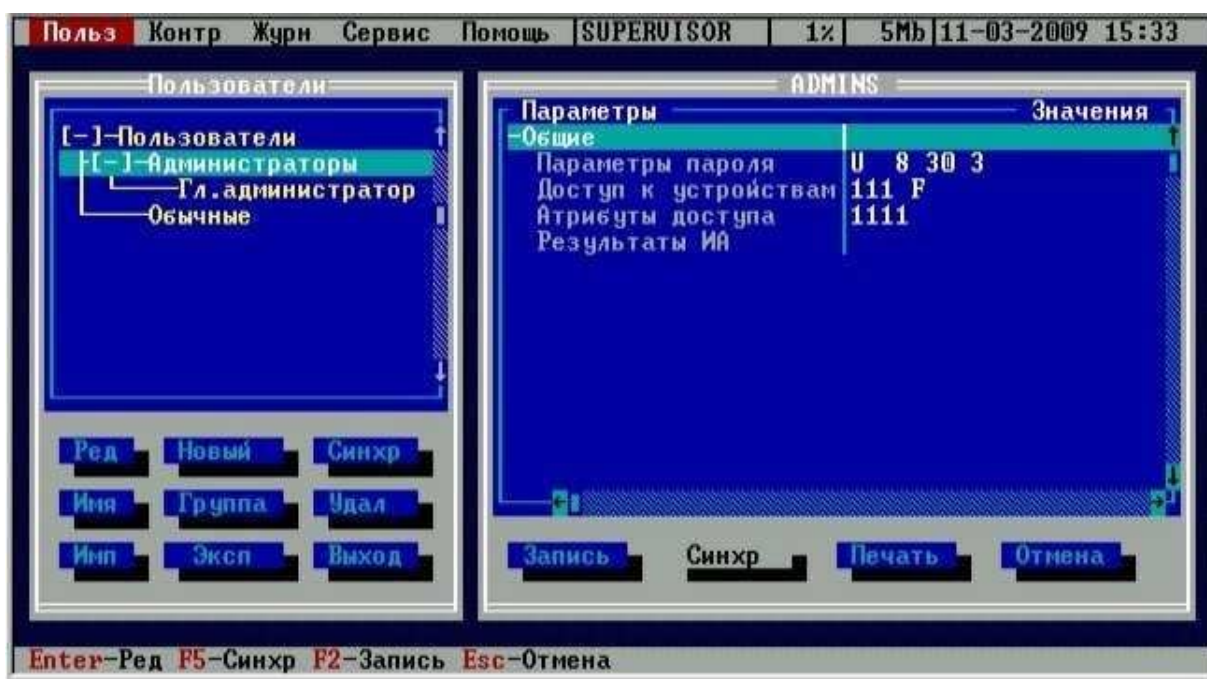 Польз Контр Журн Сервис Помощь SUPERVISOR 1% 5Mb 11-03-2009 15:33
Пользователи
[-]-Пользователи
[-]-Администраторы
Гл.администратор
Обычные
Ред Новый Синхр
Имя Группа Удал
Имп Эксп Выход
ADMINS
Параметры Значения
-Общие
Параметры пароля U 8 30 3
Доступ к устройствам 111 F
Атрибуты доступа 1111
Результаты ИА
Запись Синхр Печать Отмена
Enter-Ред F5-Синхр F2-Запись Esc-Отмена